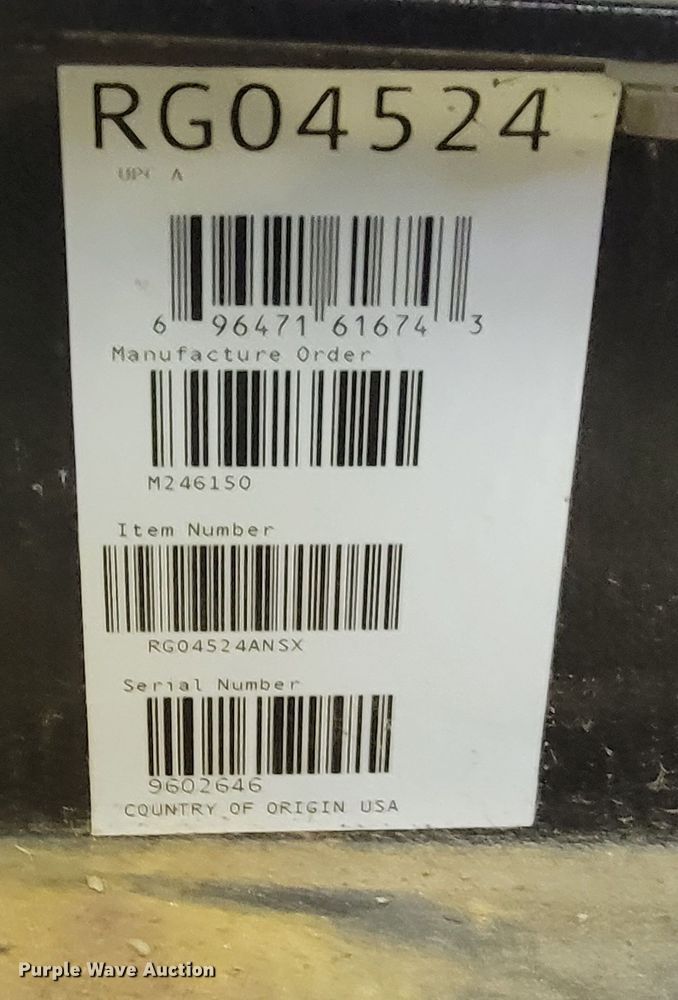 RG04524
UPC A
6 96471 61674 3
Manufacture Order
M246150
Item Number
RG04524ANSX
Serial Number
9602646
COUNTRY OF ORIGIN USA
Purple Wave Auction